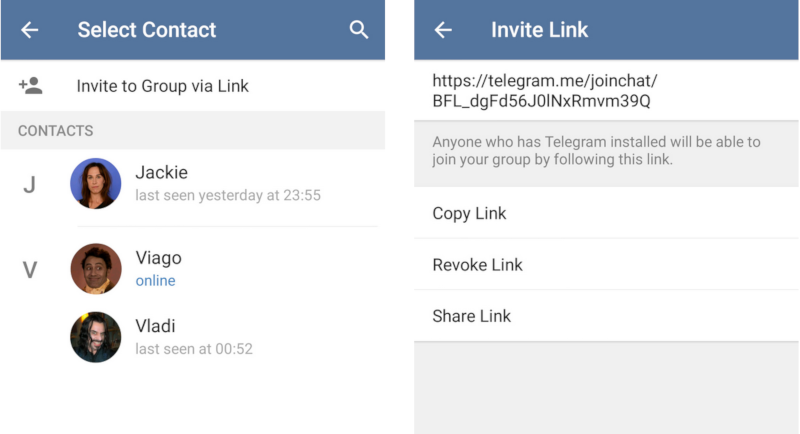 Select Contact
Invite to Group via Link
CONTACTS
J
Jackie
last seen yesterday at 23:55
V
Viago
online
Vladi
last seen at 00:52
Invite Link
https://telegram.me/joinchat/
BFL_dgFd56J0lNxRmvm39Q
Anyone who has Telegram installed will be able to
join your group by following this link.
Copy Link
Revoke Link
Share Link